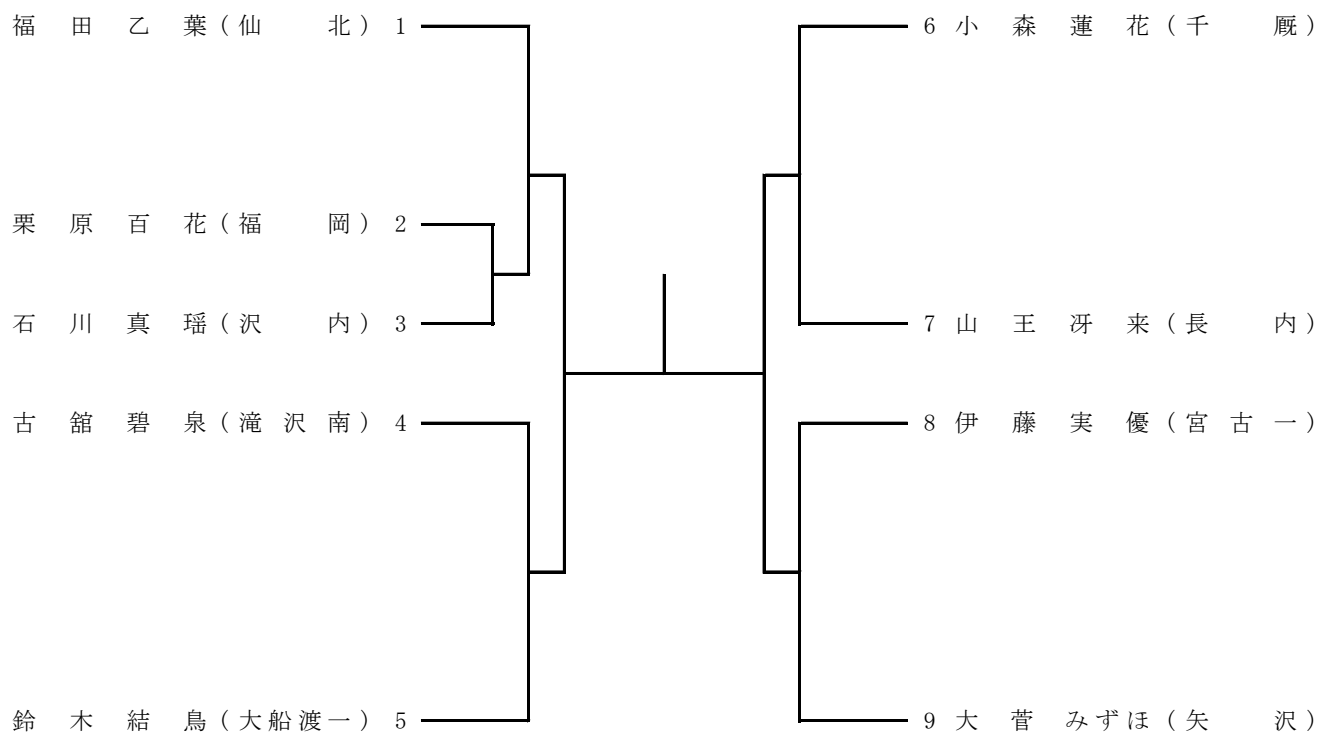 福田乙葉(仙北) 1
栗原百花(福岡) 2
石川真瑶(沢内) 3
古舘碧泉(滝沢南) 4
鈴木結鳥(大船渡一) 5
6 小森蓮花(千厩)
7 山王冴来(長内)
8 伊藤実優(宮古一)
9 大菅みずほ(矢沢)